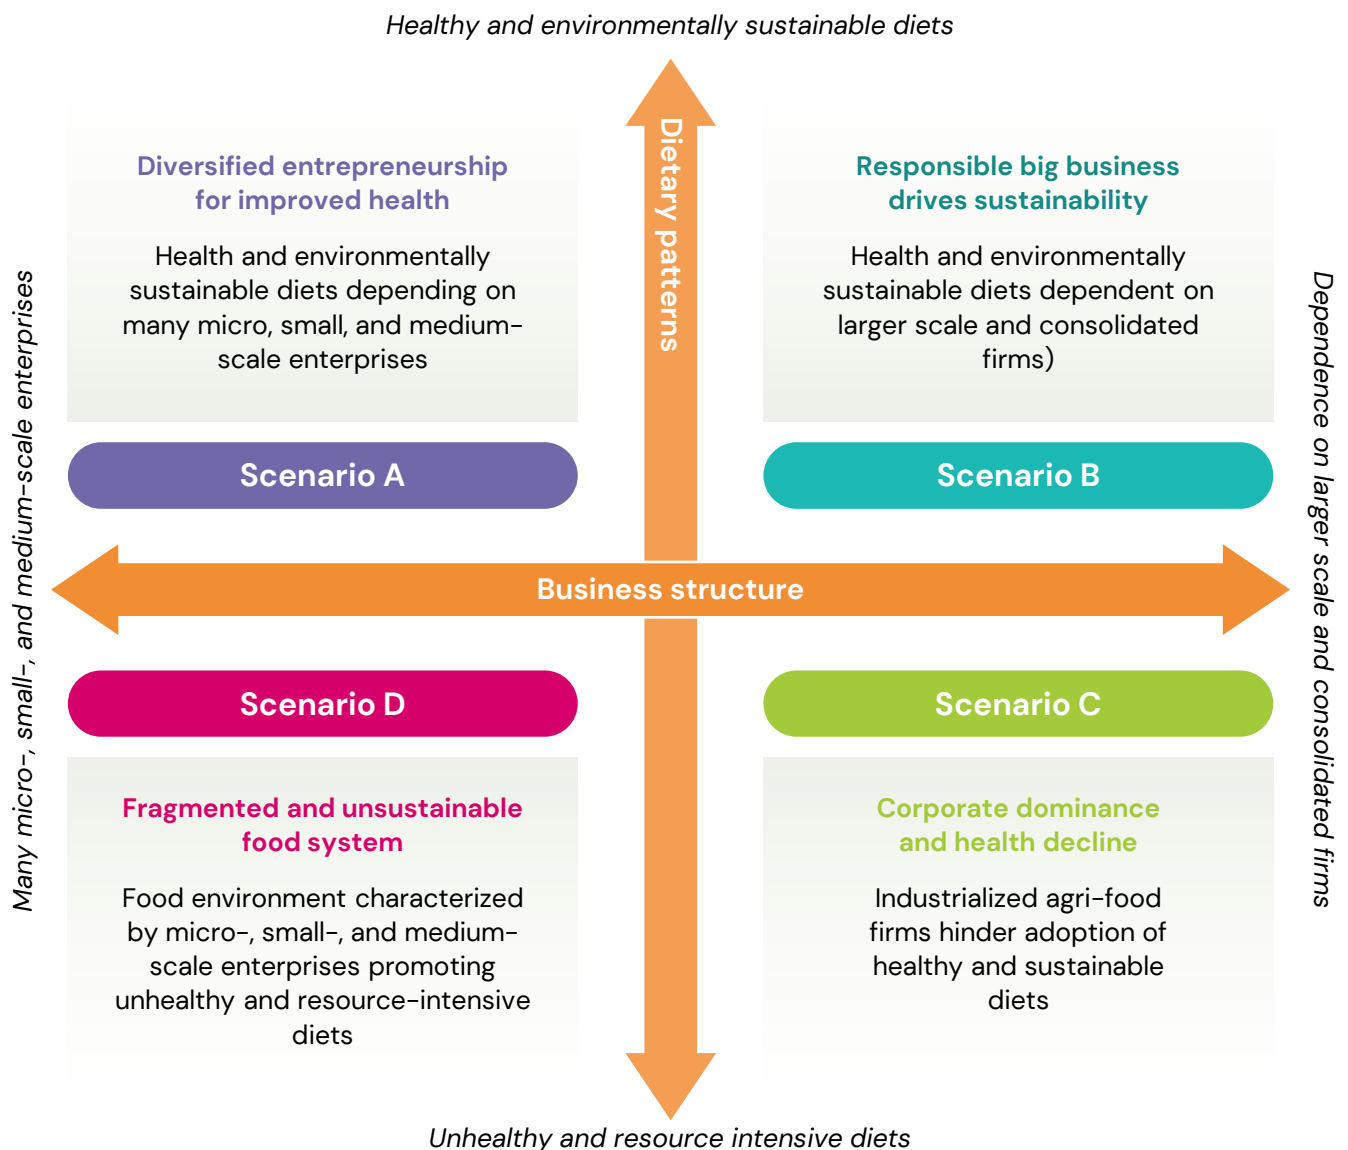 Healthy and environmentally sustainable diets
Dietary patterns
Diversified entrepreneurship
for improved health
Health and environmentally
sustainable diets depending on
many micro, small, and medium-
scale enterprises
Scenario A
Responsible big business
drives sustainability
Health and environmentally
sustainable diets dependent on
larger scale and consolidated
firms)
Scenario B
Many micro-, small-, and medium-scale enterprises
Business structure
Dependence on larger scale and consolidated firms
Scenario D
Fragmented and unsustainable
food system
Food environment characterized
by micro-, small-, and medium-
scale enterprises promoting
unhealthy and resource-intensive
diets
Scenario C
Corporate dominance
and health decline
Industrialized agri-food
firms hinder adoption of
healthy and sustainable
diets
Unhealthy and resource intensive diets